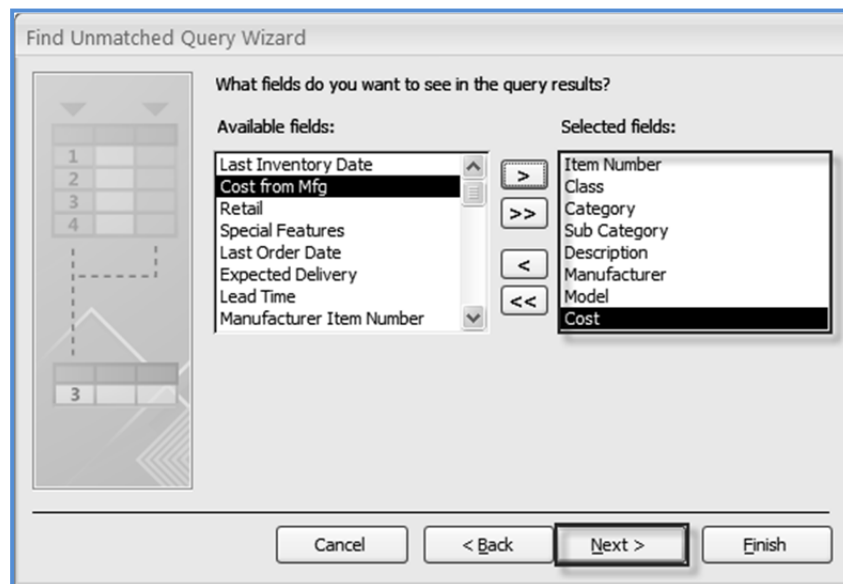 Find Unmatched Query Wizard
What fields do you want to see in the query results?
Available fields:
Selected fields:
Last Inventory Date
Cost from Mfg
Retail
Special Features
Last Order Date
Expected Delivery
Lead Time
Manufacturer Item Number
>
>>
<
<<
Item Number
Class
Category
Sub Category
Description
Manufacturer
Model
Cost
1
2
3
4
3
Cancel
< Back
Next >
Finish